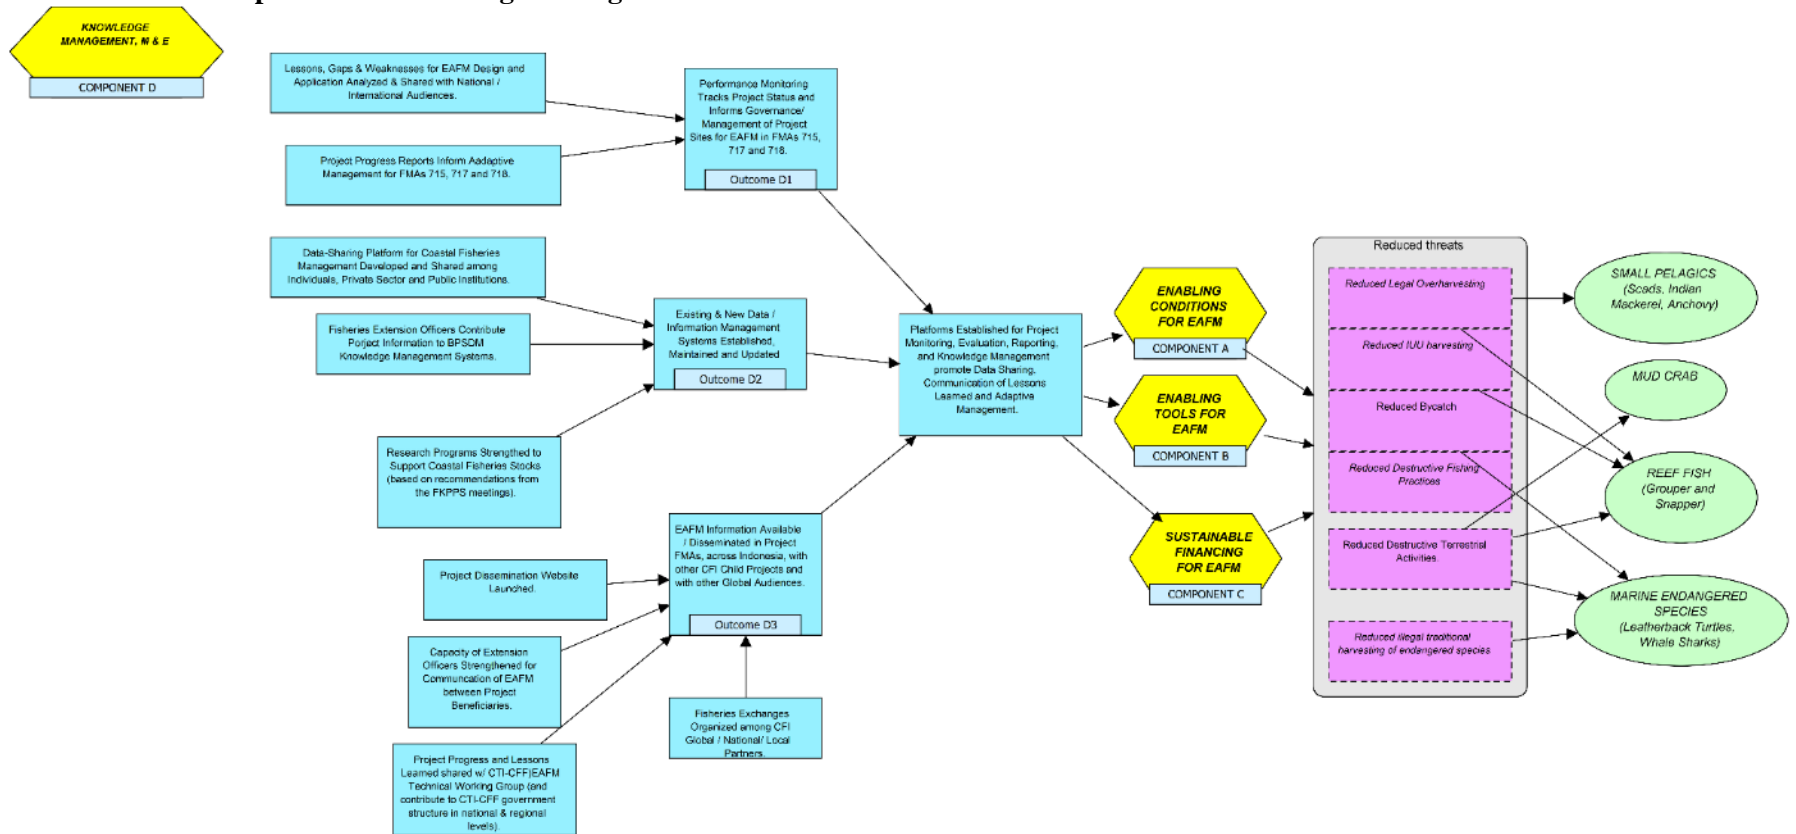 KNOWLEDGE
MANAGEMENT, M & E
COMPONENT D
Lessons, Gaps & Weaknesses for EAFM Design and
Application Analyzed & Shared with National /
International Audiences.
Project Progress Reports Inform Aadaptive
Management for FMAs 715, 717 and 718.
Performance Monitoring
Tracks Project Status and
Informs Governance/
Management of Project
Sites for EAFM in FMAs 715,
717 and 718.
Outcome D1
Data-Sharing Platform for Coastal Fisheries
Management Developed and Shared among
Individuals, Private Sector and Public Institutions.
Fisheries Extension Officers Contribute
Porject Information to BPSDM
Knowledge Management Systems.
Research Programs Strengthed to
Support Coastal Fisheries Stocks
(based on recommendations from
the FKPPS meetings).
Existing & New Data /
Information Management
Systems Established,
Maintained and Updated
Outcome D2
Project Dissemination Website
Launched.
Capacity of Extension
Officers Strengthened for
Communcation of EAFM
between Project
Beneficiaries.
Project Progress and Lessons
Learned shared w/ CTI-CFF)EAFM
Technical Working Group (and
contribute to CTI-CFF government
structure in national & regional
levels).
EAFM Information Available
/ Disseminated in Project
FMAs, across Indonesia, with
other CFI Child Projects and
with other Global Audiences.
Outcome D3
Fisheries Exchanges
Organized among CFI
Global / National/ Local
Partners.
Platforms Established for Project
Monitoring, Evaluation, Reporting,
and Knowledge Management
promote Data Sharing,
Communication of Lessons
Learned and Adaptive
Management.
ENABLING
CONDITIONS
FOR EAFM
COMPONENT A
ENABLING
TOOLS FOR
EAFM
COMPONENT B
SUSTAINABLE
FINANCING
FOR EAFM
COMPONENT C
Reduced threats
Reduced Legal Overharvesting
Reduced IUU harvesting
Reduced Bycatch
Reduced Destructive Fishing
Practices
Reduced Destructive Terrestrial
Activities.
Reduced illegal traditional
harvesting of endangered species
SMALL PELAGICS
(Scads, Indian
Mackerel, Anchovy)
MUD CRAB
REEF FISH
(Grouper and
Snapper)
MARINE ENDANGERED
SPECIES
(Leatherback Turtles,
Whale Sharks)